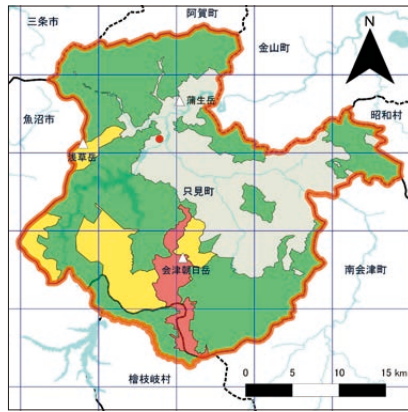 阿賀町
三条市
N
金山町
蒲生岳
魚沼市
昭和村
浅草岳
只見町
会津朝日岳
南会津町
0 5 10 15 km
檜枝岐村